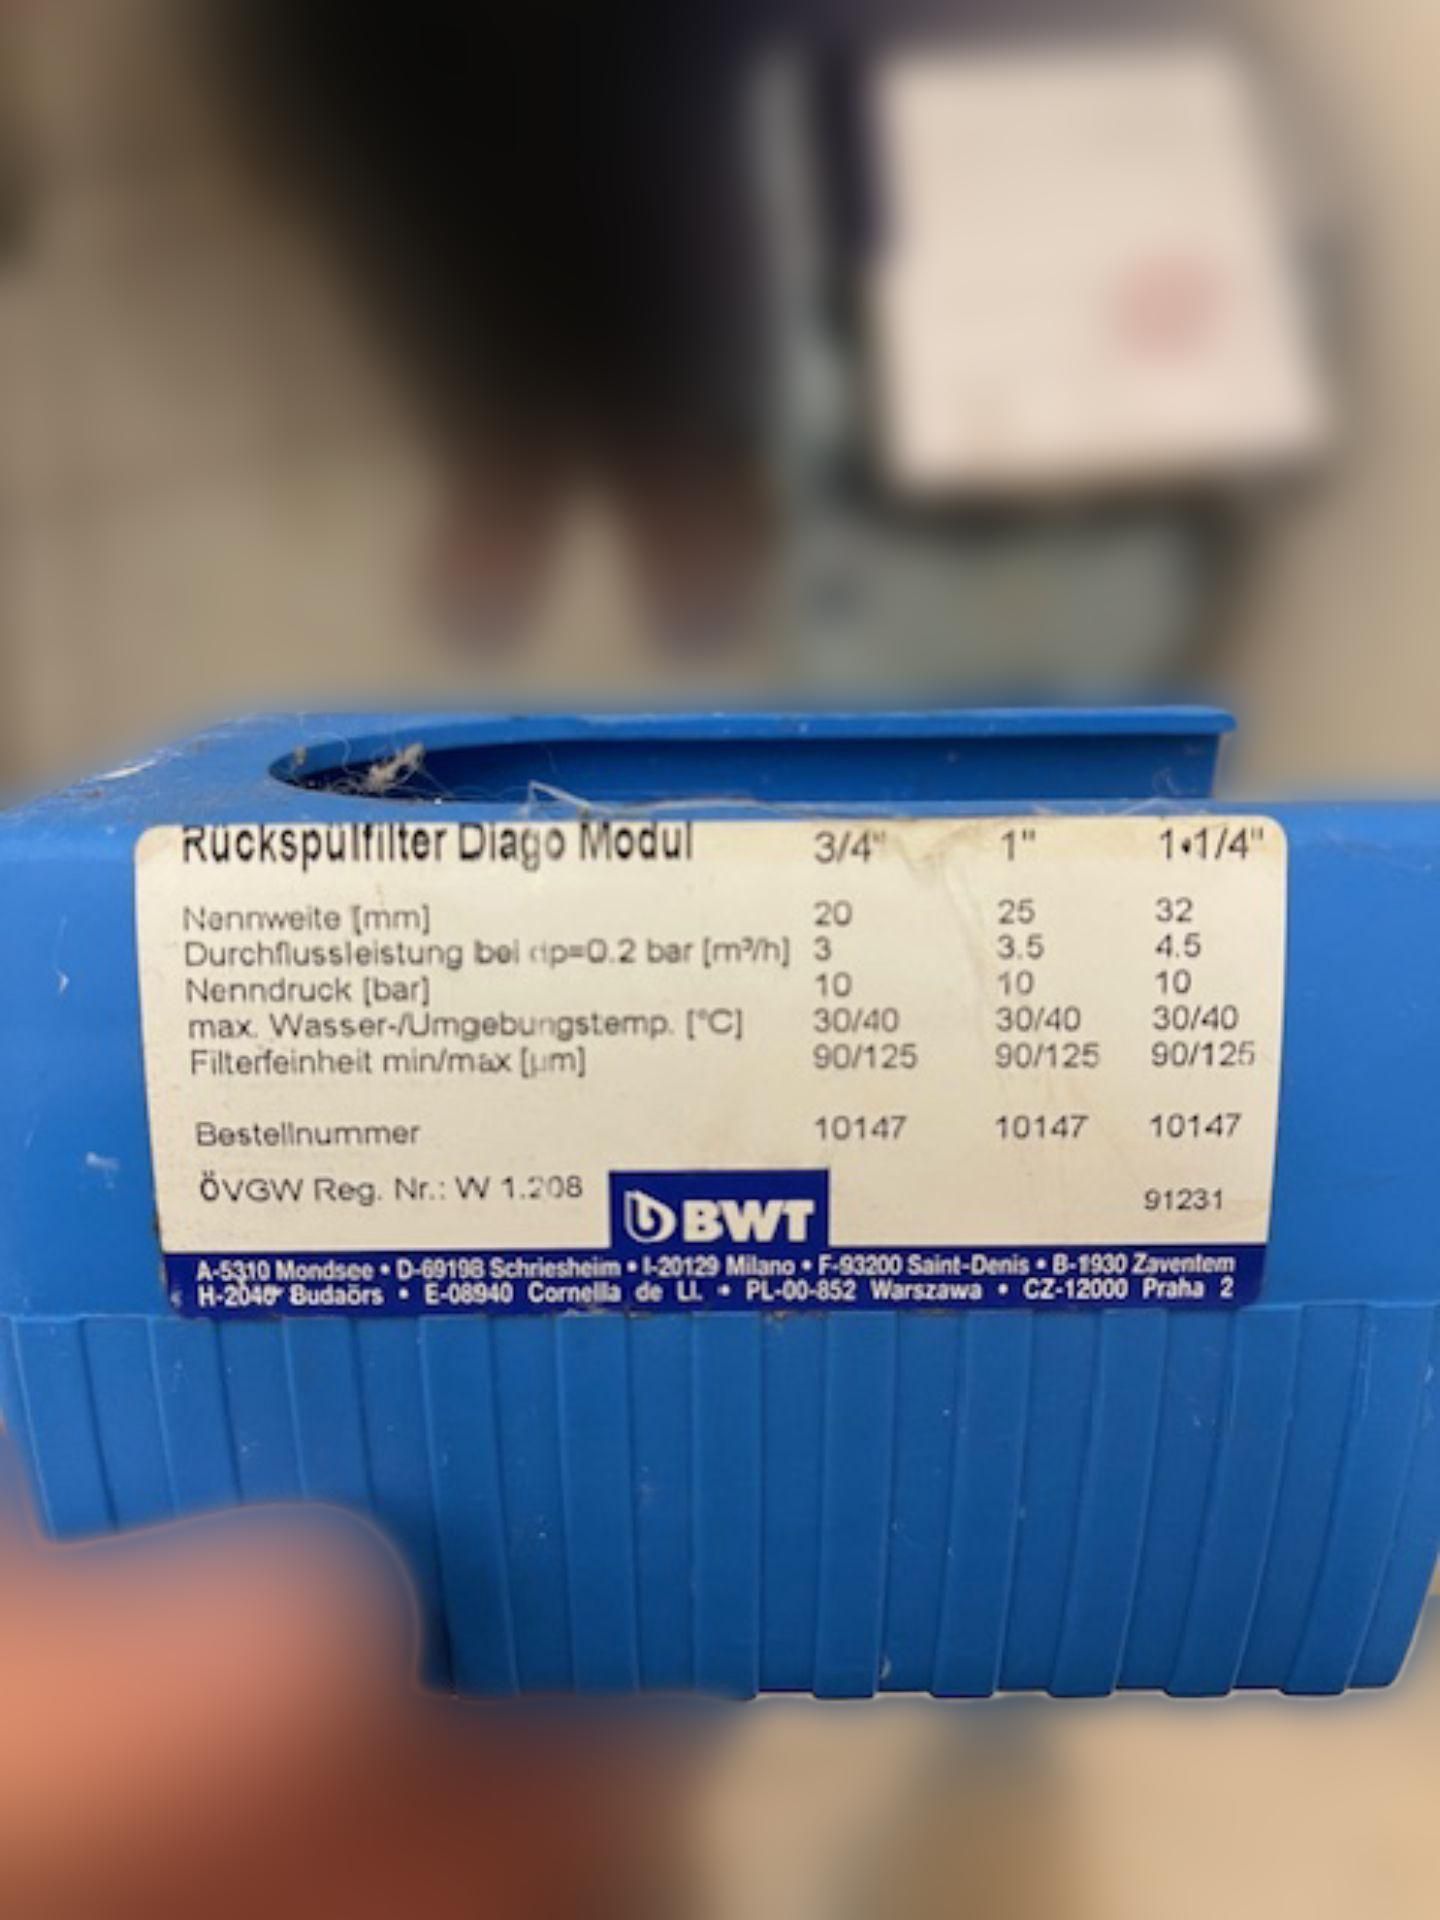 Rückspülfilter Diago Modul 3/4" 1" 1•1/4"
Nennweite [mm] 20 25 32
Durchflussleistung bei dp=0.2 bar [m³/h] 3 3.5 4.5
Nenndruck [bar] 10 10 10
max. Wasser-/Umgebungstemp. [°C] 30/40 30/40 30/40
Filterfeinheit min/max [µm] 90/125 90/125 90/125
Bestellnummer 10147 10147 10147
ÖVGW Reg. Nr.: W 1.208 BWT 91231
A-5310 Mondsee • D-69198 Schriesheim • I-20129 Milano • F-93200 Saint-Denis • B-1930 Zaventem
H-2040 Budaörs • E-08940 Cornella de Ll. • PL-00-852 Warszawa • CZ-12000 Praha 2